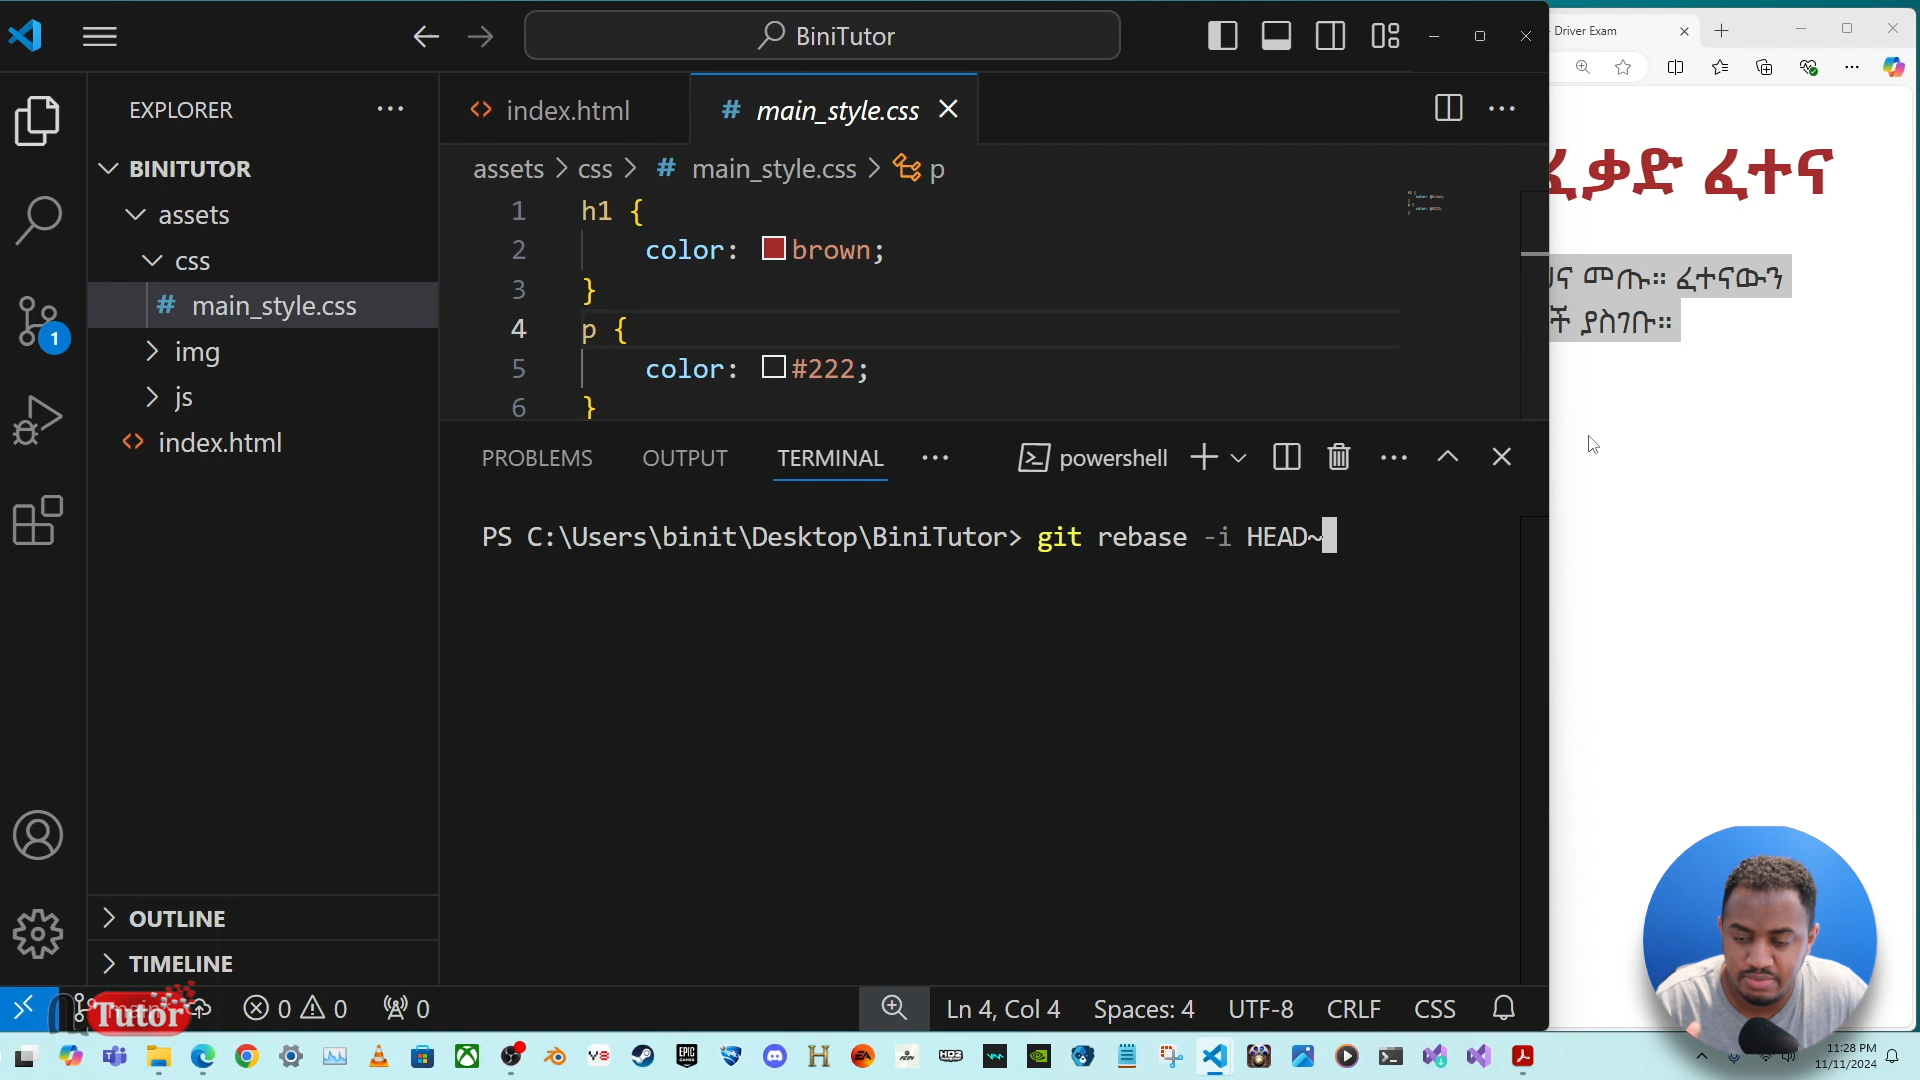 BiniTutor
Driver Exam
EXPLORER
index.html
main_style.css
BINITUTOR
assets
css
main_style.css
img
js
index.html
assets > css > # main_style.css > p
1 h1 {
2 color: brown;
3 }
4 p {
5 color: #222;
6 }
1
ፈቃድ ፈተና
መጡ። ፈተናውን
ች ያስገቡ።
PROBLEMS
OUTPUT
TERMINAL
powershell
PS C:\Users\binit\Desktop\BiniTutor> git rebase -i HEAD~
OUTLINE
TIMELINE
Tutor
0 0
0
Ln 4, Col 4
Spaces: 4
UTF-8
CRLF
CSS
11:28 PM
11/11/2024